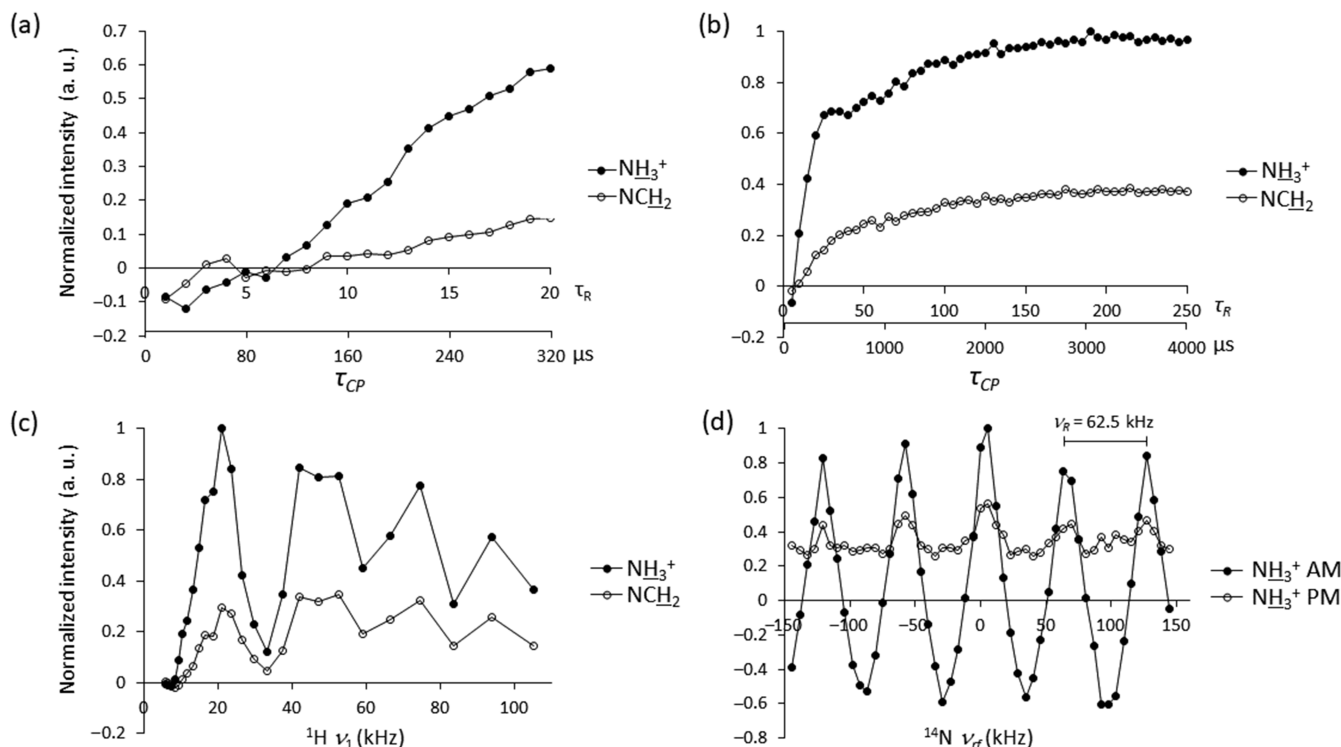 (a)
Normalized intensity (a. u.)
0.7
0.6
0.5
0.4
0.3
0.2
0.1
0
−0.1
−0.2
0 5 10 15 20 τR
0 80 160 240 320 μs
τCP
NH3+
NCH2
(b)
1
0.8
0.6
0.4
0.2
0
−0.2
0 50 100 150 200 250 τR
0 1000 2000 3000 4000 μs
τCP
NH3+
NCH2
(c)
Normalized intensity (a. u.)
1
0.8
0.6
0.4
0.2
0
−0.2
0 20 40 60 80 100
1H ν1 (kHz)
NH3+
NCH2
(d)
νR = 62.5 kHz
1
0.8
0.6
0.4
0.2
0
−0.2
−0.4
−0.6
−0.8
−150 −100 −50 0 50 100 150
14N νrf (kHz)
NH3+ AM
NH3+ PM